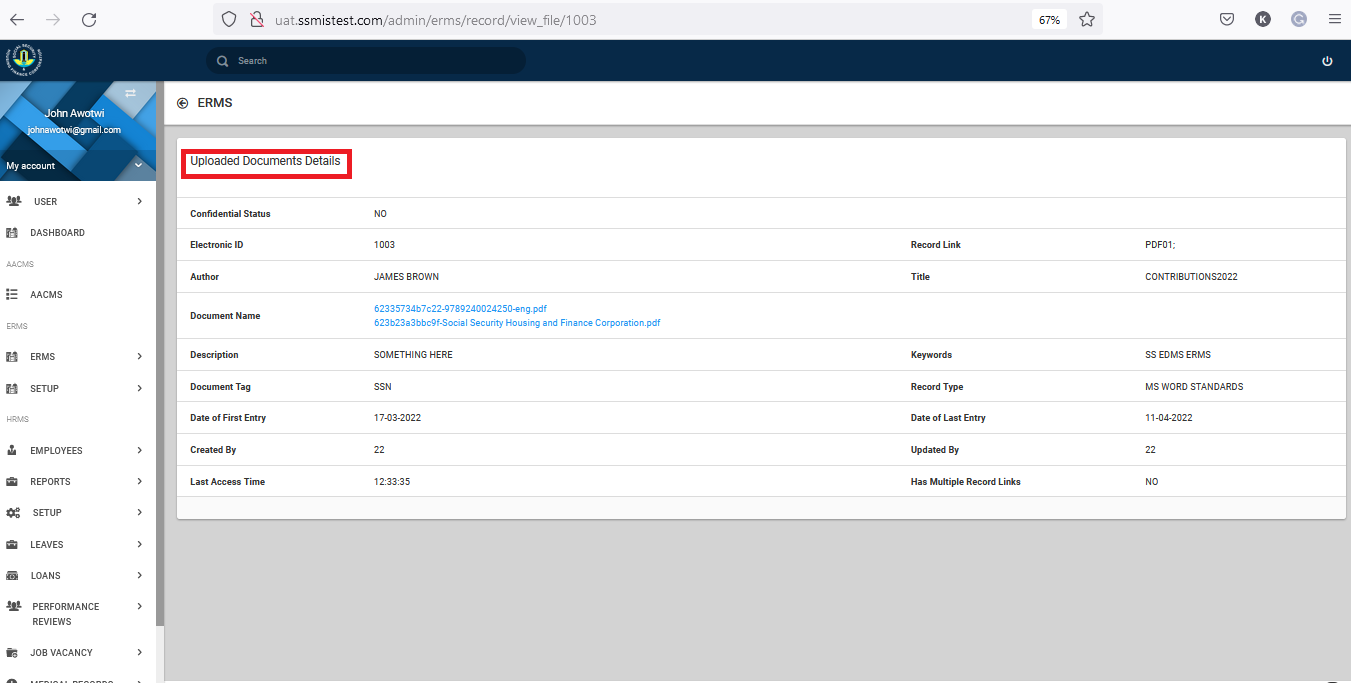 uat.ssmistest.com/admin/erms/record/view_file/1003
67%
K
Search
John Awotwi
johnawotwi@gmail.com
My account
USER
DASHBOARD
AACMS
AACMS
ERMS
ERMS
SETUP
HRMS
EMPLOYEES
REPORTS
SETUP
LEAVES
LOANS
PERFORMANCE
REVIEWS
JOB VACANCY
MEDICAL RECORDS
ERMS
Uploaded Documents Details
Confidential Status NO
Electronic ID 1003 Record Link PDF01;
Author JAMES BROWN Title CONTRIBUTIONS2022
Document Name
62335734b7c22-9789240024250-eng.pdf
623b23a3bbc9f-Social Security Housing and Finance Corporation.pdf
Description SOMETHING HERE Keywords SS EDMS ERMS
Document Tag SSN Record Type MS WORD STANDARDS
Date of First Entry 17-03-2022 Date of Last Entry 11-04-2022
Created By 22 Updated By 22
Last Access Time 12:33:35 Has Multiple Record Links NO